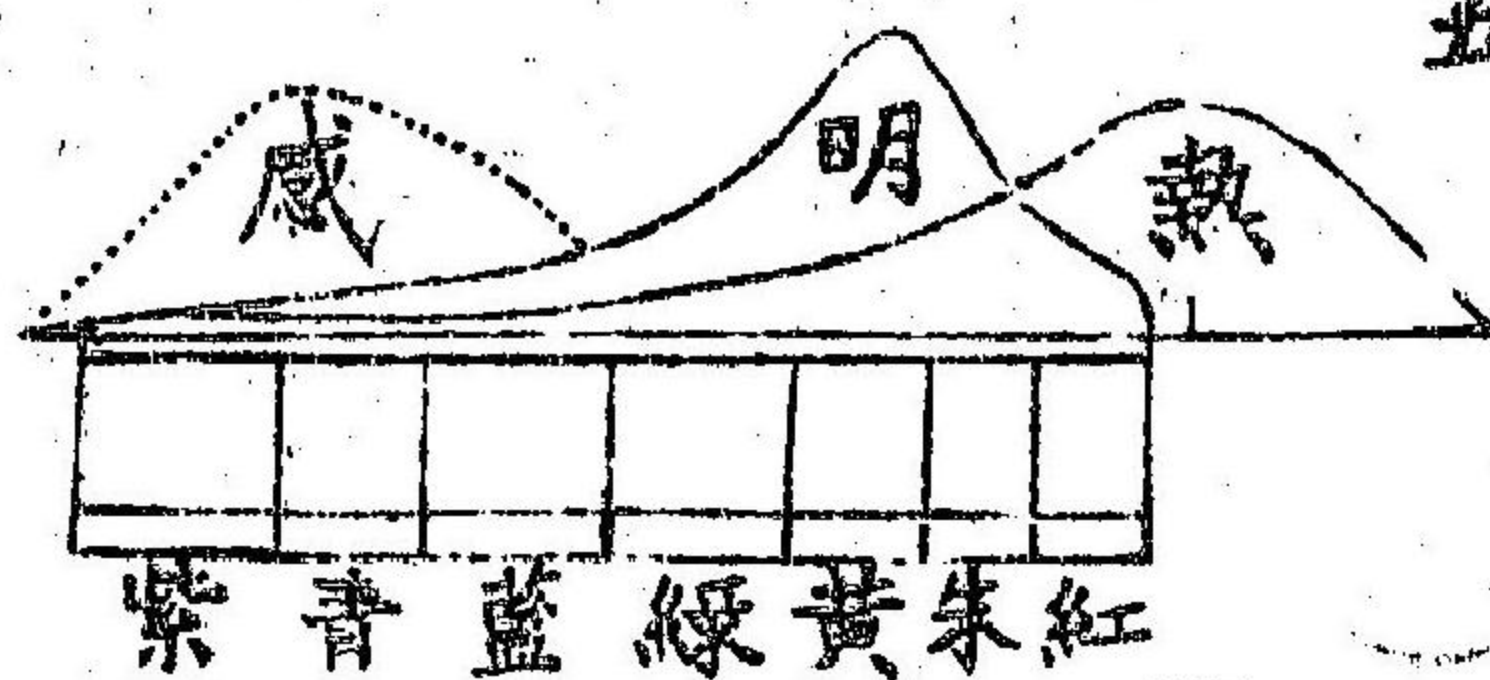 感 明 熱
紫 青 藍 綠 黃 朱 紅